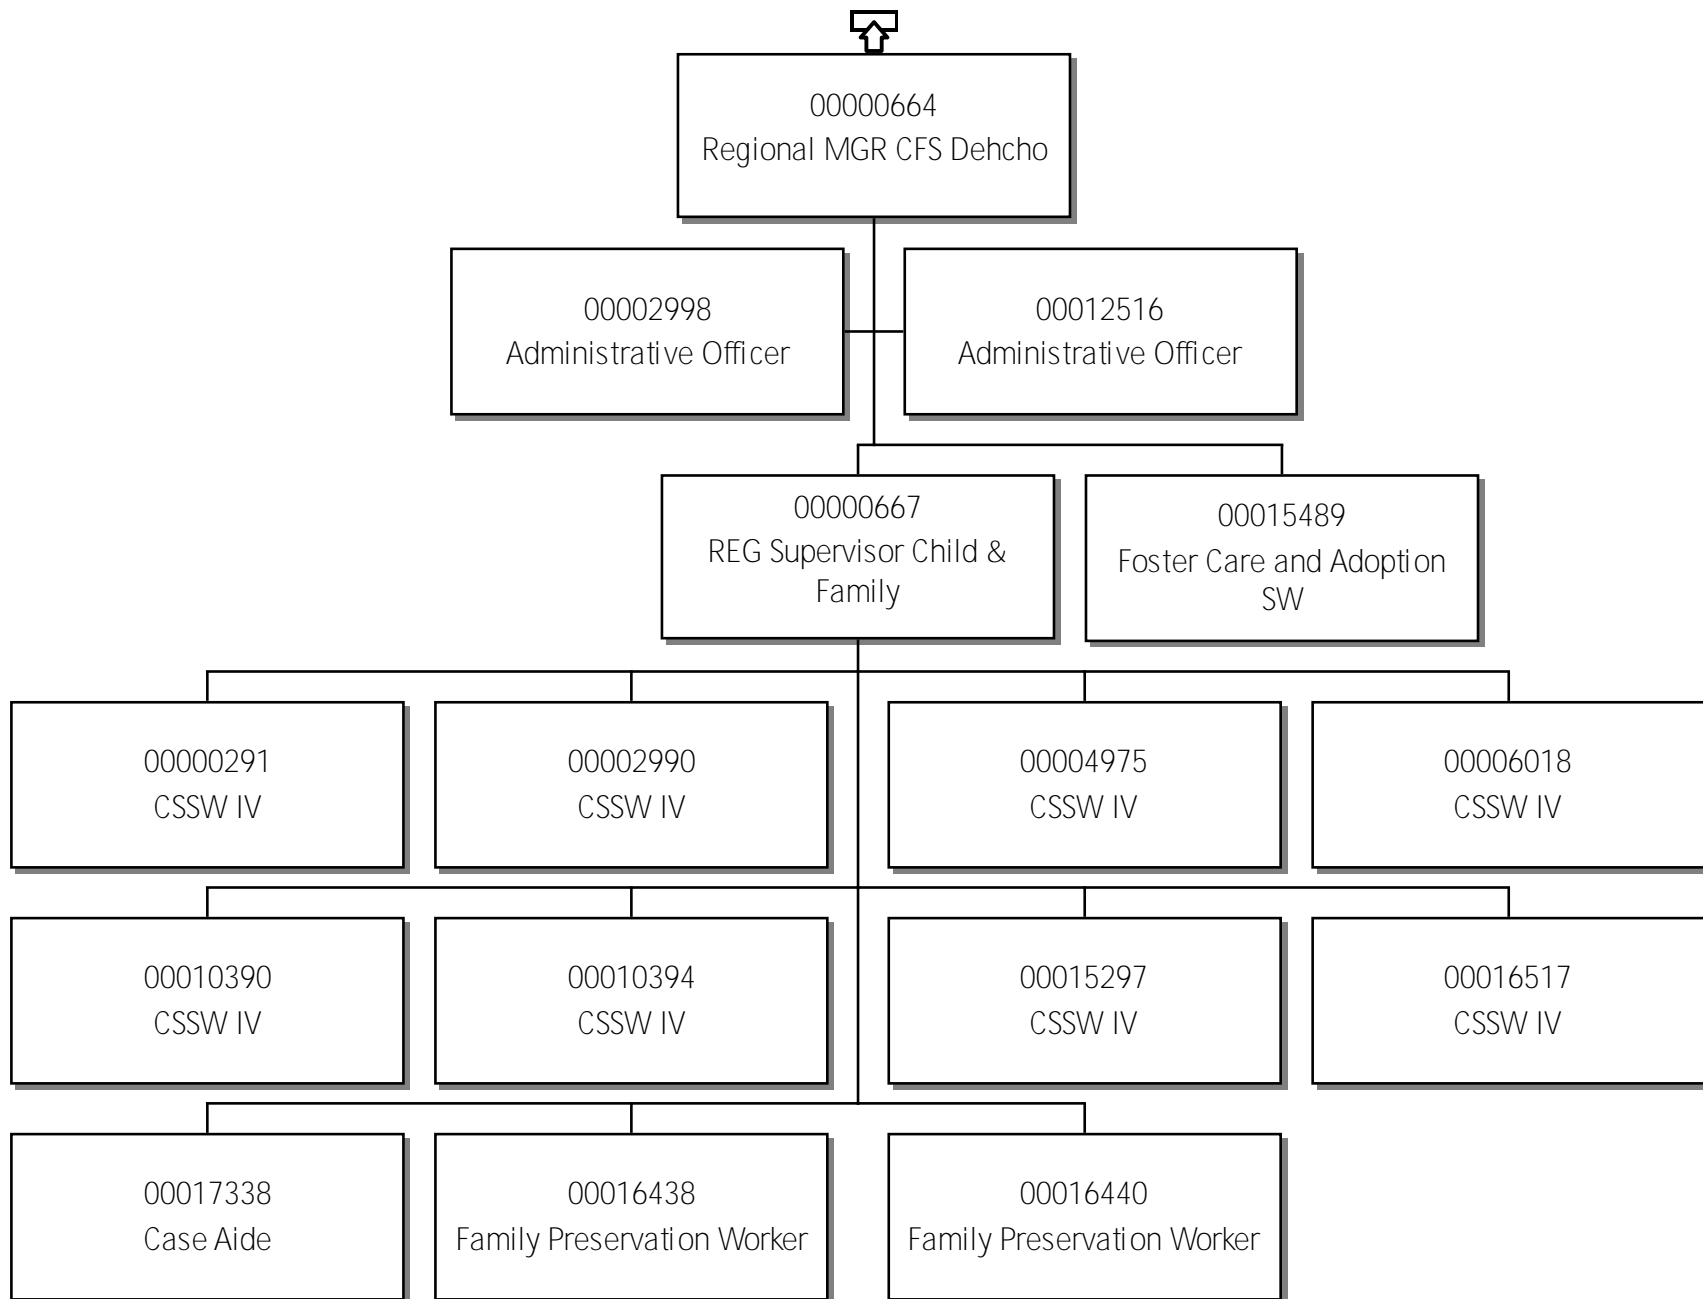 00000664
Regional MGR CFS Dehcho
00002998
Administrative Officer
00012516
Administrative Officer
00000667
REG Supervisor Child &
Family
00015489
Foster Care and Adoption
SW
00000291
CSSW IV
00002990
CSSW IV
00004975
CSSW IV
00006018
CSSW IV
00010390
CSSW IV
00010394
CSSW IV
00015297
CSSW IV
00016517
CSSW IV
00017338
Case Aide
00016438
Family Preservation Worker
00016440
Family Preservation Worker